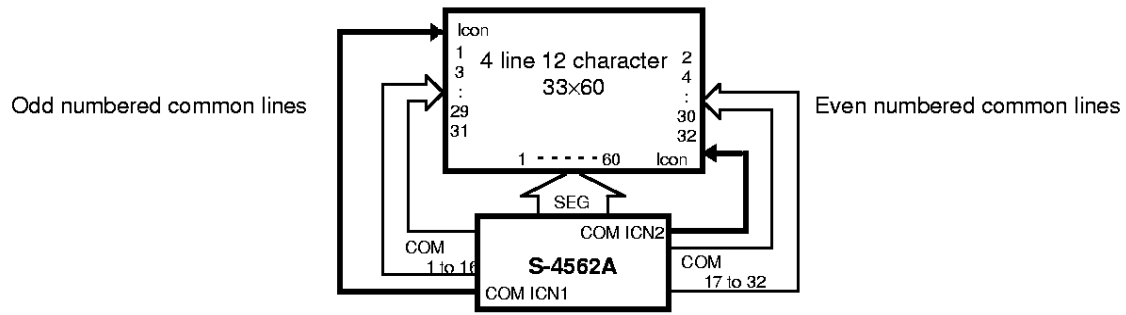 Icon
1
3
:
29
31
4 line 12 character
33×60
2
4
:
30
32
Icon
1 - - - - - 60
Odd numbered common lines
Even numbered common lines
SEG
COM ICN2
S-4562A
COM ICN1
COM
1 to 16
COM
17 to 32